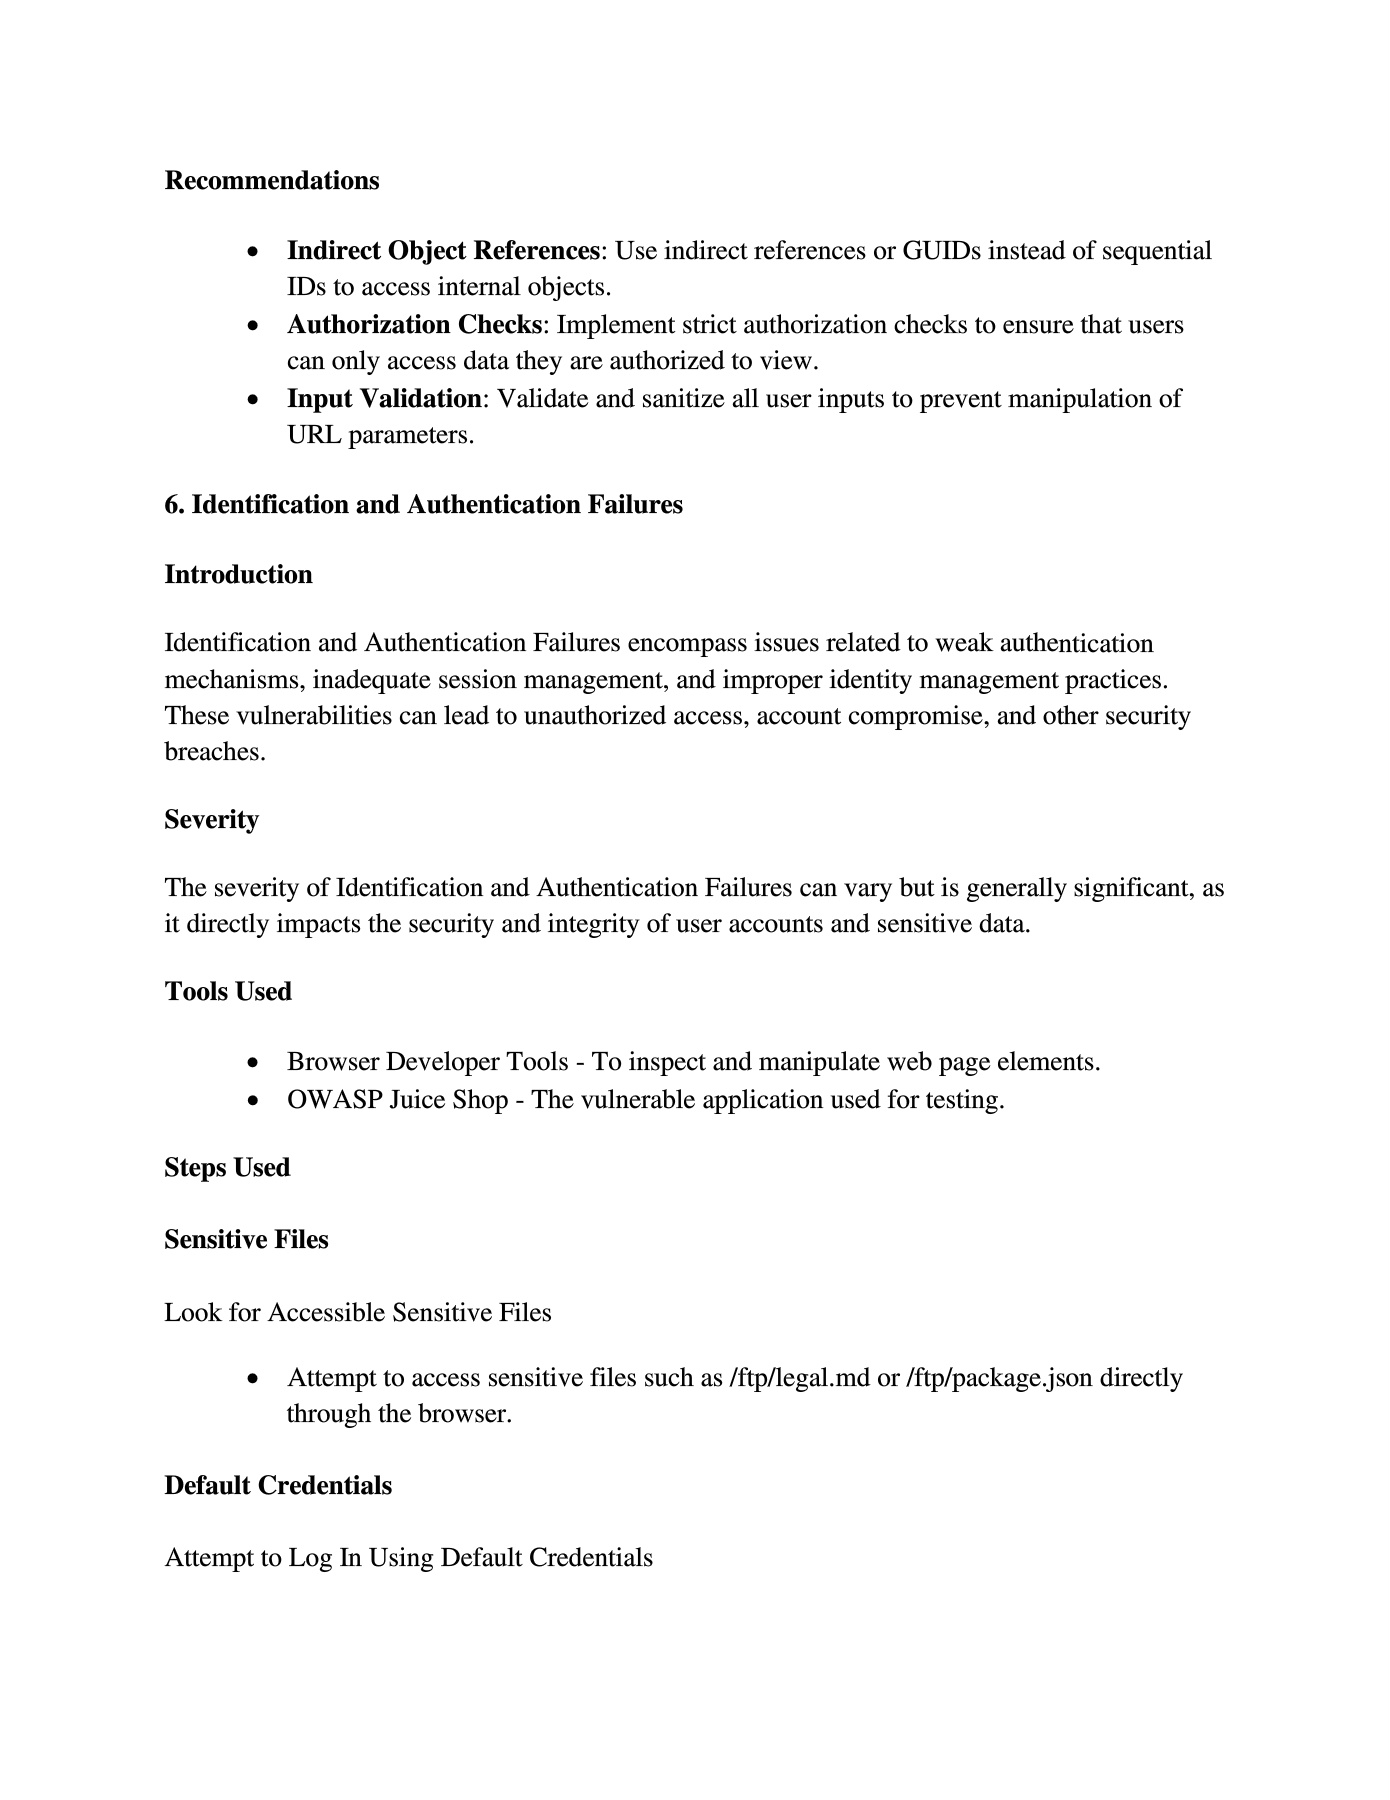 Recommendations
• Indirect Object References: Use indirect references or GUIDs instead of sequential
IDs to access internal objects.
• Authorization Checks: Implement strict authorization checks to ensure that users
can only access data they are authorized to view.
• Input Validation: Validate and sanitize all user inputs to prevent manipulation of
URL parameters.
6. Identification and Authentication Failures
Introduction
Identification and Authentication Failures encompass issues related to weak authentication
mechanisms, inadequate session management, and improper identity management practices.
These vulnerabilities can lead to unauthorized access, account compromise, and other security
breaches.
Severity
The severity of Identification and Authentication Failures can vary but is generally significant, as
it directly impacts the security and integrity of user accounts and sensitive data.
Tools Used
• Browser Developer Tools - To inspect and manipulate web page elements.
• OWASP Juice Shop - The vulnerable application used for testing.
Steps Used
Sensitive Files
Look for Accessible Sensitive Files
• Attempt to access sensitive files such as /ftp/legal.md or /ftp/package.json directly
through the browser.
Default Credentials
Attempt to Log In Using Default Credentials